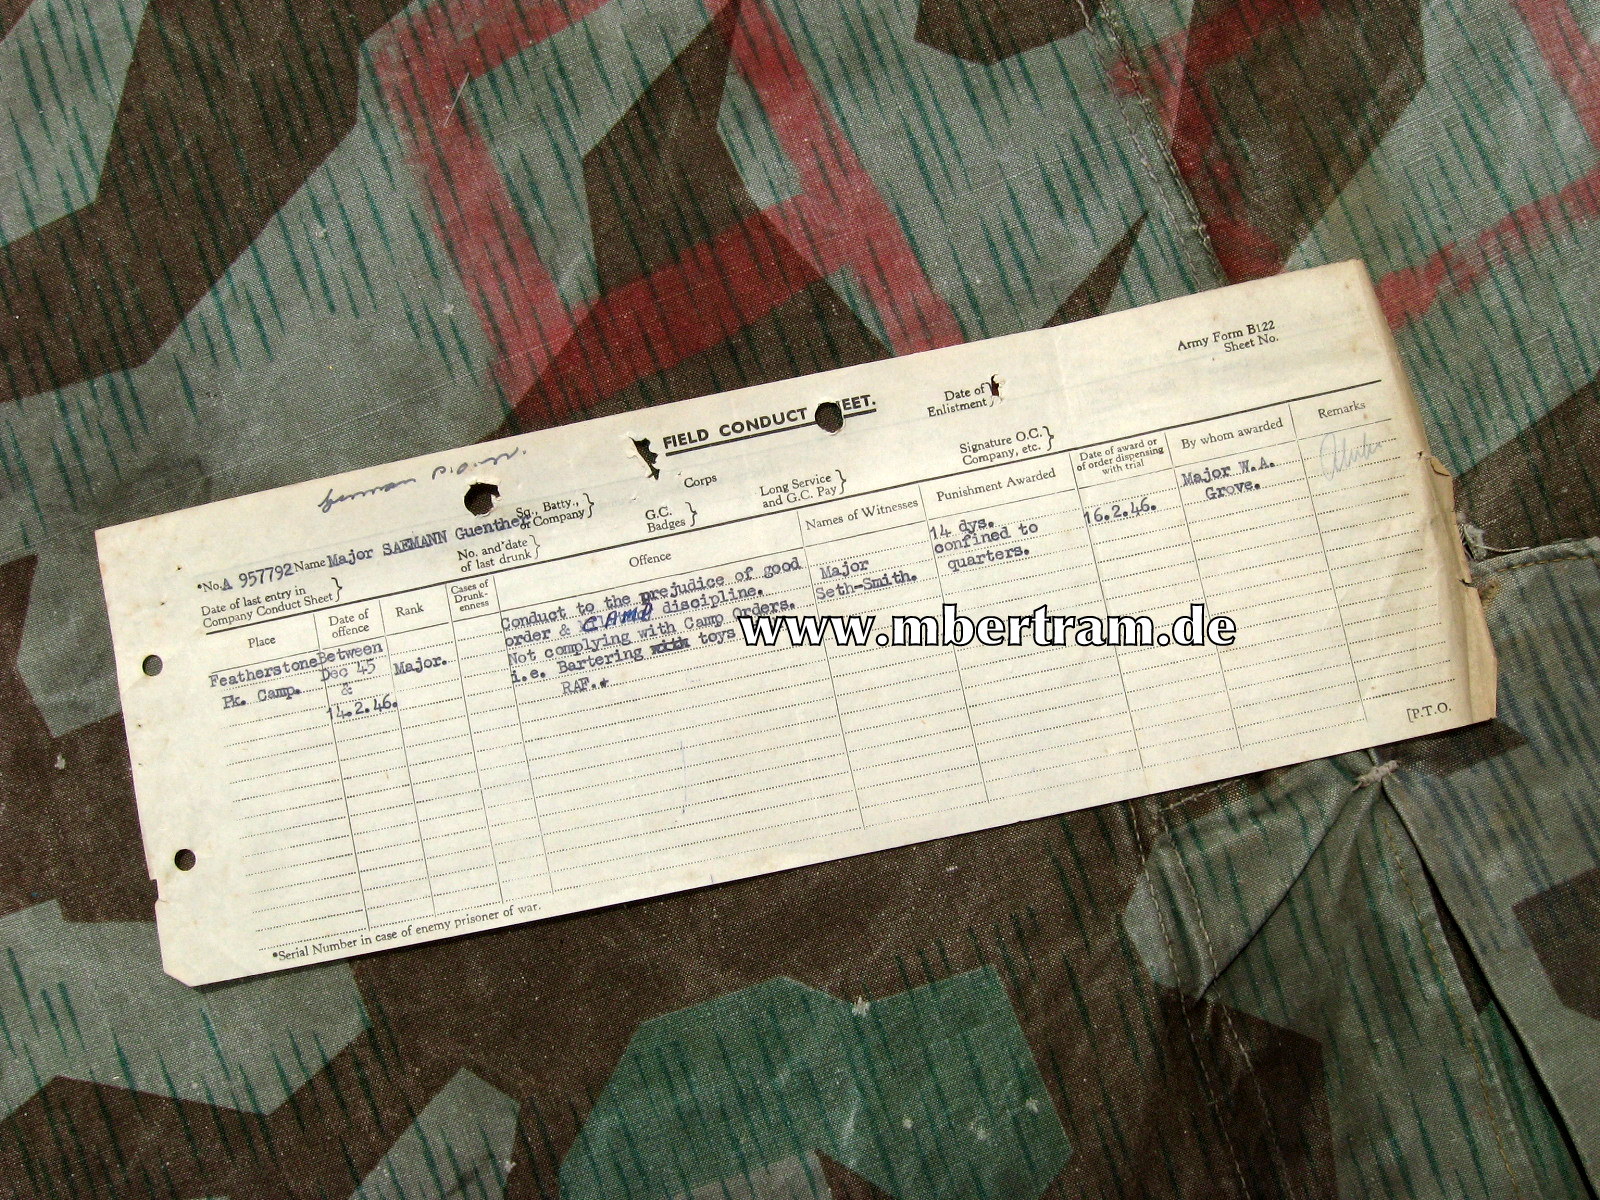 Army Form B122
Sheet No.
FIELD CONDUCT EET.
Date of
Enlistment
german P.O.W.
Sq., Batty.,
or Company
Corps
Long Service
and G.C. Pay
Signature O.C.
Company, etc.
*No. A 957792 Name Major SAEMANN Guenther
No. and date
of last drunk
G.C.
Badges
Date of last entry in
Company Conduct Sheet
Place
Date of
offence
Rank
Cases of
Drunk-
enness
Offence
Names of Witnesses
Punishment Awarded
Date of award or
of order dispensing
with trial
By whom awarded
Remarks
Featherstone
Pk. Camp.
Between
Dec 45
&
14.2.46.
Major.
Conduct to the prejudice of good
order & CAMP discipline.
Not complying with Camp Orders.
i.e. Bartering toys
RAF.
Major
Seth-Smith.
14 dys.
confined to
quarters.
16.2.46.
Major W.A.
Grove.
www.mbertram.de
[P.T.O.
*Serial Number in case of enemy prisoner of war.